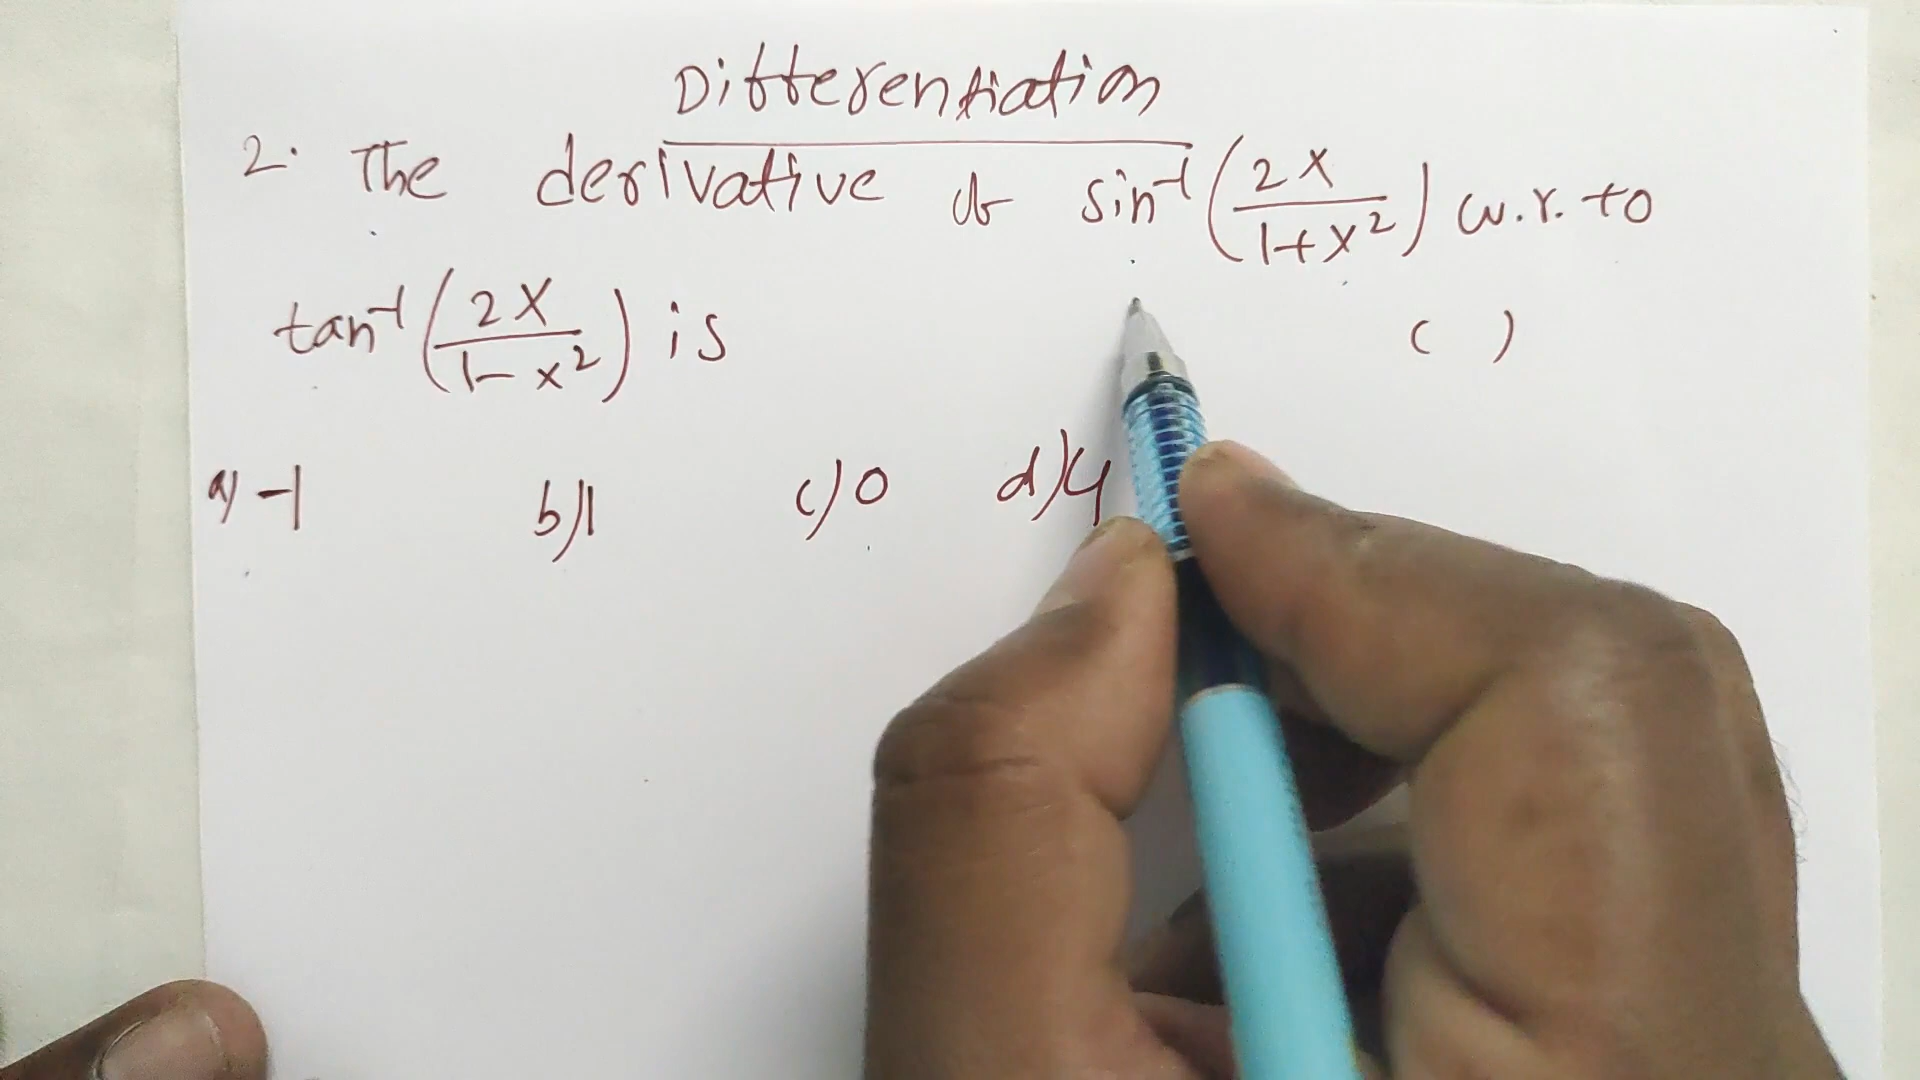 Differentiation
2. The derivative of sin⁻¹(2x/1+x²) w.r. to
tan⁻¹(2x/1-x²) is ( )
a) -1 b) 1 c) 0 d) 4